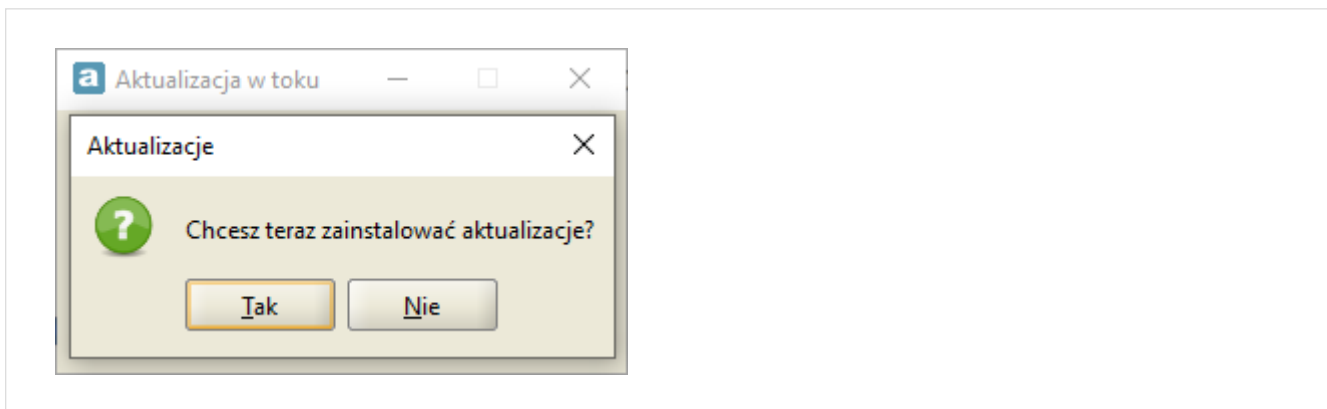 a Aktualizacja w toku
Aktualizacje
? Chcesz teraz zainstalować aktualizacje?
Tak Nie